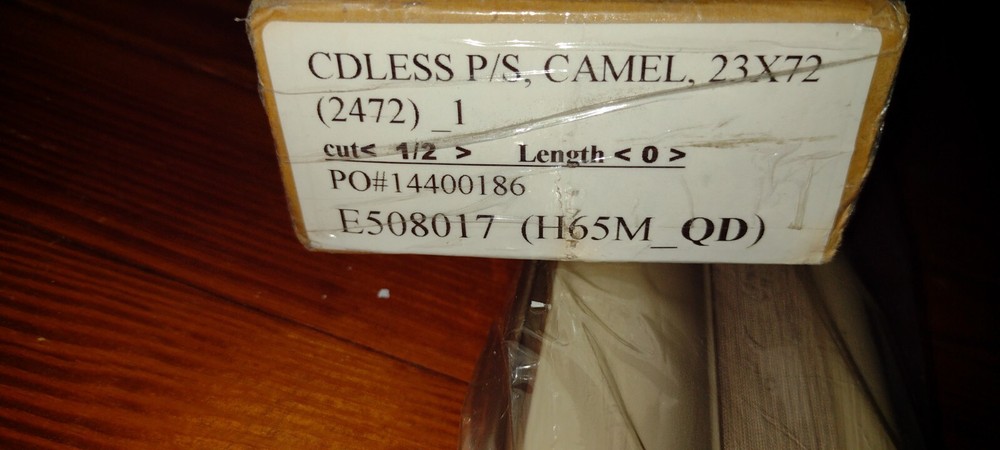 CDLESS P/S, CAMEL, 23X72
(2472) _1
cut< 1/2 > Length < 0 >
PO#14400186
E508017 (H65M_QD)